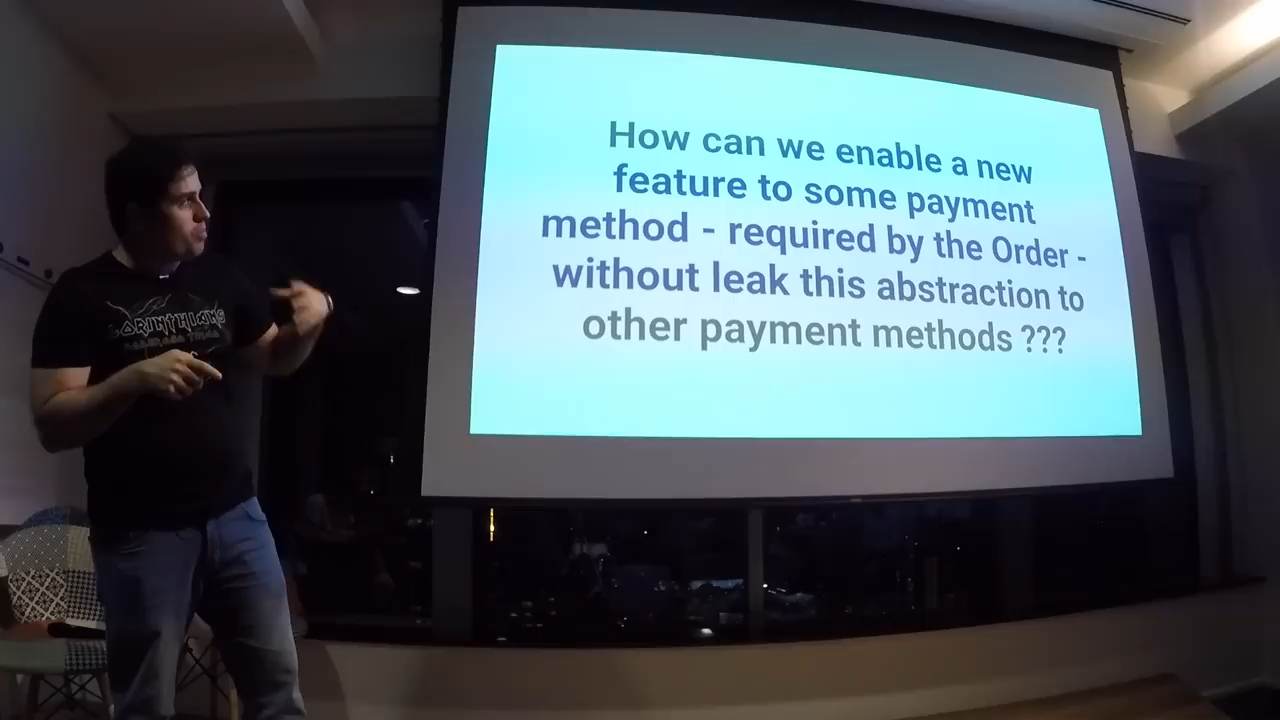 How can we enable a new
feature to some payment
method - required by the Order -
without leak this abstraction to
other payment methods ???
CORINTHIANS